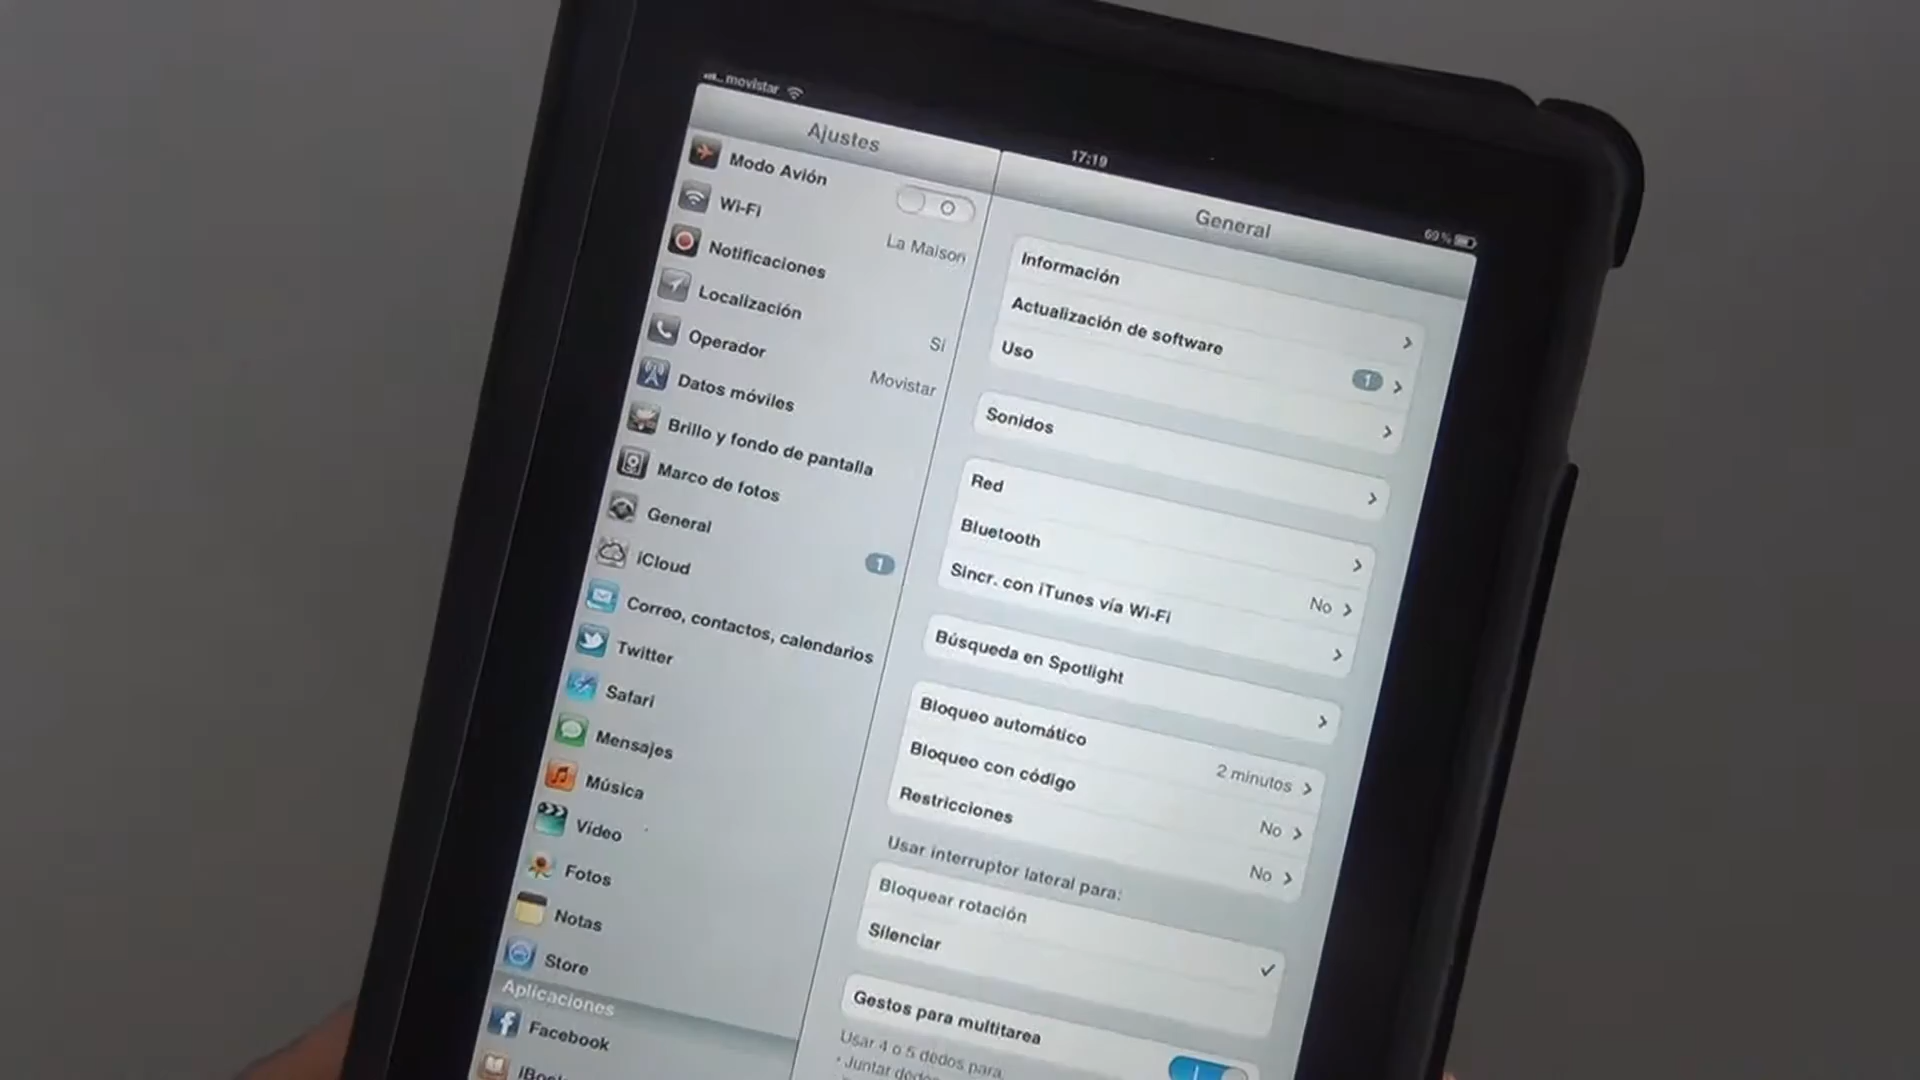 movistar
17:19
69 %
Ajustes
Modo Avión
Wi-Fi
La Maison
Notificaciones
Localización
Sí
Operador
Movistar
Datos móviles
Brillo y fondo de pantalla
Marco de fotos
General
1
iCloud
Correo, contactos, calendarios
Twitter
Safari
Mensajes
Música
Vídeo
Fotos
Notas
Store
Aplicaciones
Facebook
General
Información
Actualización de software
1
Uso
Sonidos
Red
Bluetooth
No
Sincr. con iTunes vía Wi-Fi
Búsqueda en Spotlight
Bloqueo automático
2 minutos
Bloqueo con código
No
Restricciones
No
Usar interruptor lateral para:
Bloquear rotación
Silenciar
Gestos para multitarea
Usar 4 o 5 dedos para
• Juntar